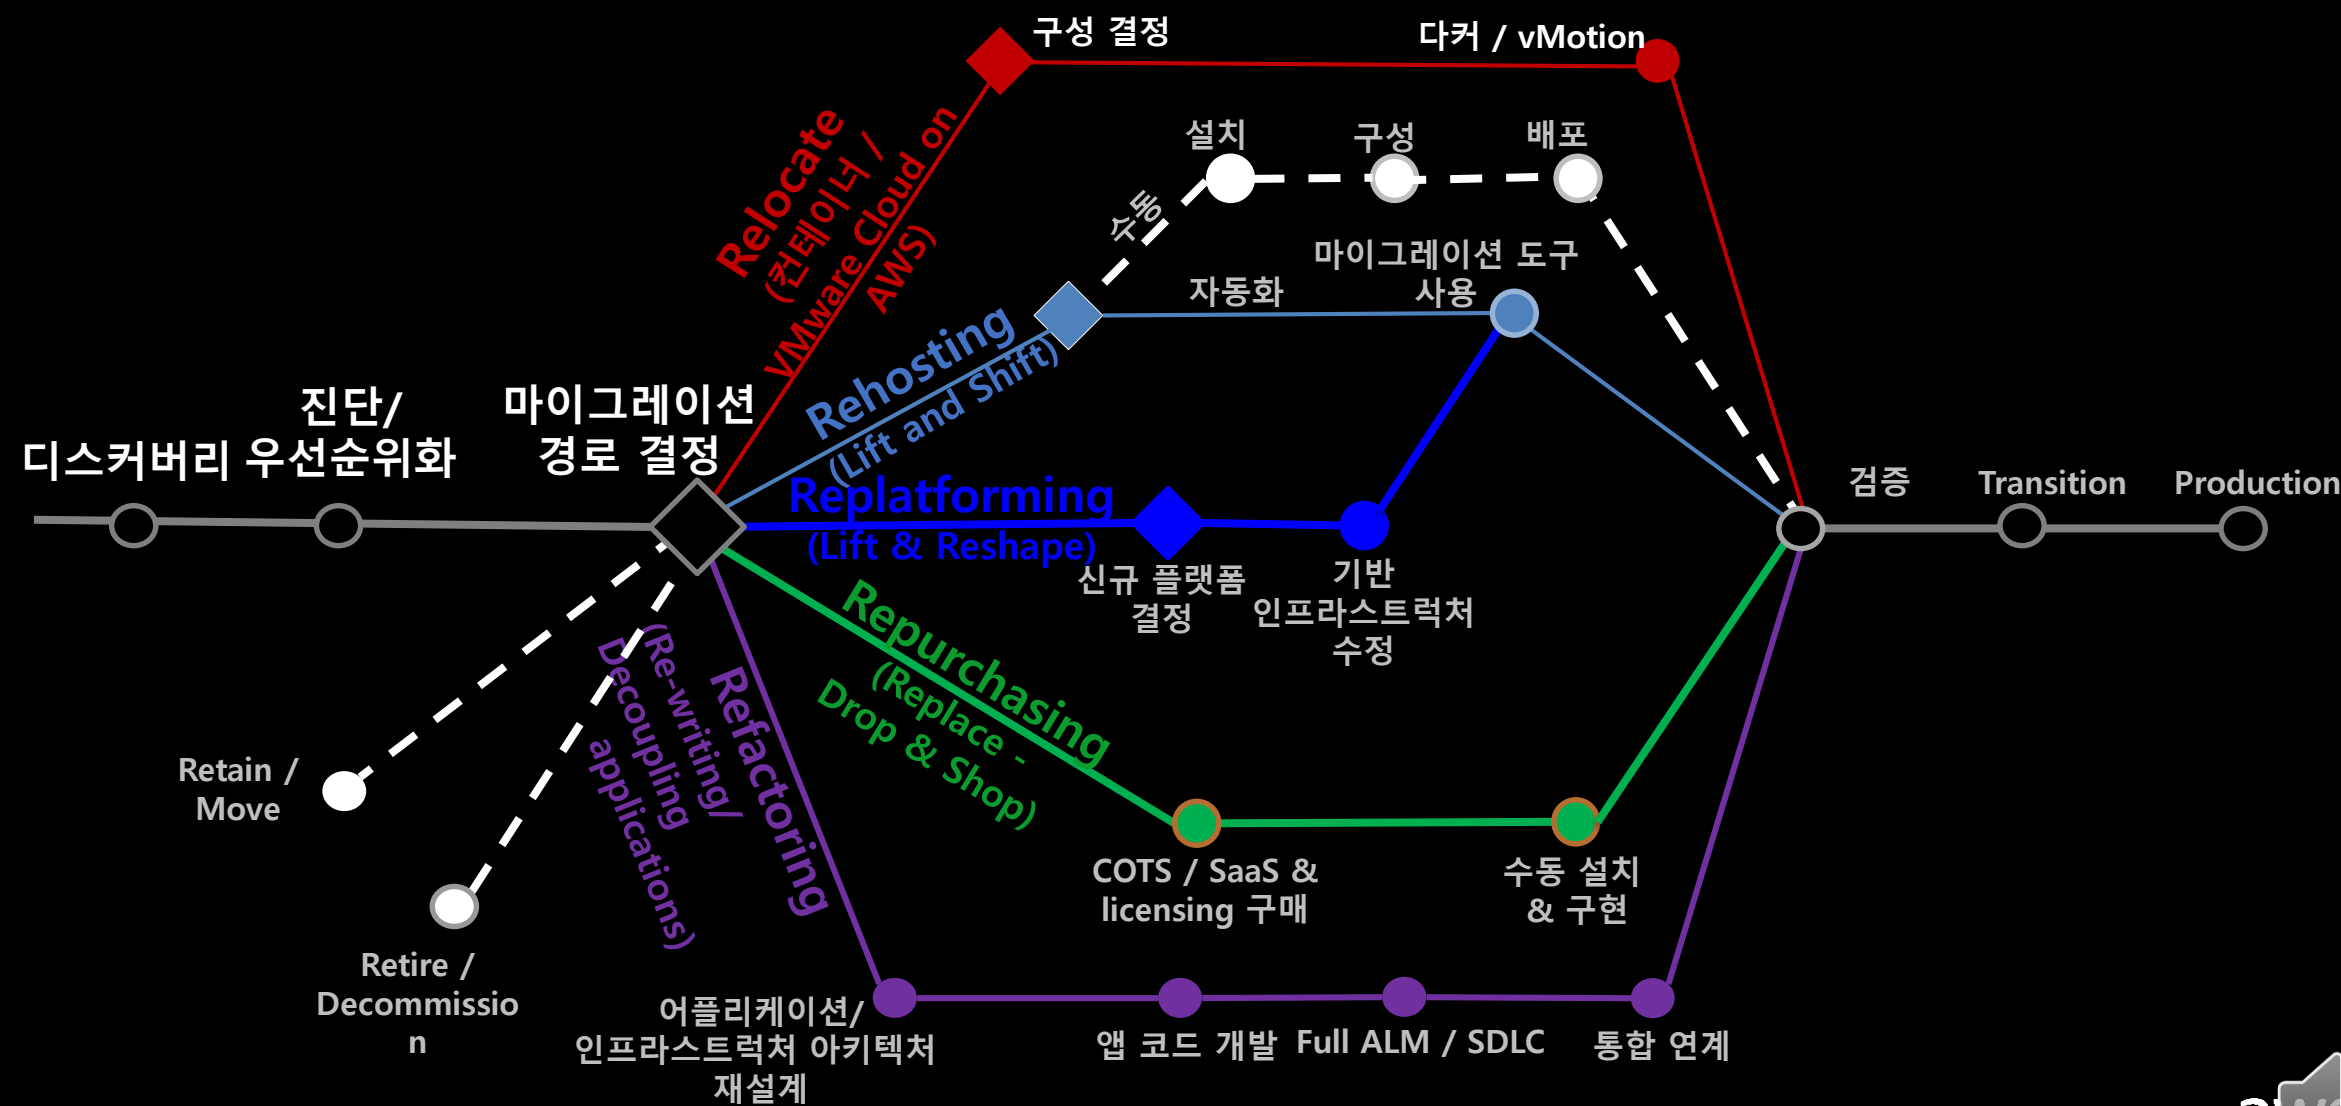 구성 결정
다커 / vMotion
Relocate
(컨테이너 /
VMware Cloud on
AWS)
설치
구성
배포
수동
마이그레이션 도구
사용
자동화
Rehosting
(Lift and Shift)
진단/
우선순위화
디스커버리
마이그레이션
경로 결정
Replatforming
(Lift & Reshape)
신규 플랫폼
결정
기반
인프라스트럭처
수정
검증
Transition
Production
Repurchasing
(Replace -
Drop & Shop)
Refactoring
(Re-writing/
Decoupling
applications)
Retain /
Move
Retire /
Decommissio
n
COTS / SaaS &
licensing 구매
수동 설치
& 구현
어플리케이션/
인프라스트럭처 아키텍처
재설계
앱 코드 개발
Full ALM / SDLC
통합 연계